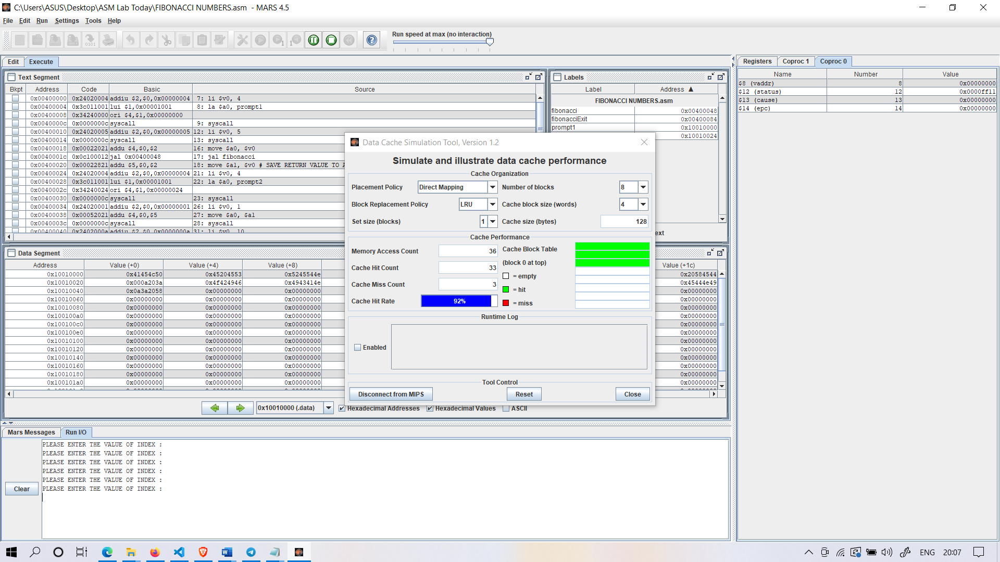 C:\Users\ASUS\Desktop\ASM Lab Today\FIBONACCI NUMBERS.asm - MARS 4.5
File Edit Run Settings Tools Help
Run speed at max (no interaction)
Edit Execute
Text Segment
Bkpt Address Code Basic Source
0x00400000 0x24020004 addiu $2,$0,0x00000004 7: li $v0, 4
0x00400004 0x3c011001 lui $1,0x00001001 8: la $a0, prompt1
0x00400008 0x34240000 ori $4,$1,0x00000000
0x0040000c 0x0000000c syscall 9: syscall
0x00400010 0x24020005 addiu $2,$0,0x00000005 12: li $v0, 5
0x00400014 0x0000000c syscall 13: syscall
0x00400018 0x00022021 addu $4,$0,$2 16: move $a0, $v0
0x0040001c 0x0c100012 jal 0x00400048 17: jal fibonacci
0x00400020 0x00022821 addu $5,$0,$2 18: move $a1, $v0 # SAVE RETURN VALUE TO
0x00400024 0x24020004 addiu $2,$0,0x00000004 21: li $v0, 4
0x00400028 0x3c011001 lui $1,0x00001001 22: la $a0, prompt2
0x0040002c 0x34240024 ori $4,$1,0x00000024
0x00400030 0x0000000c syscall 23: syscall
0x00400034 0x24020001 addiu $2,$0,0x00000001 26: li $v0, 1
0x00400038 0x00052021 addu $4,$0,$5 27: move $a0, $a1
0x0040003c 0x0000000c syscall 28: syscall
0x00400040 0x2402000a addiu $2,$0,0x0000000a 31: li $v0, 10
Labels
Label Address ▲
FIBONACCI NUMBERS.asm
fibonacci 0x00400048
fibonacciExit 0x00400084
prompt1 0x10010000
0x10010024
ext
Registers Coproc 1 Coproc 0
Name Number Value
$8 (vaddr) 8 0x00000000
$12 (status) 12 0x0000ff11
$13 (cause) 13 0x00000000
$14 (epc) 14 0x00000000
Data Cache Simulation Tool, Version 1.2
Simulate and illustrate data cache performance
Cache Organization
Placement Policy Direct Mapping Number of blocks 8
Block Replacement Policy LRU Cache block size (words) 4
Set size (blocks) 1 Cache size (bytes) 128
Cache Performance
Memory Access Count 36 Cache Block Table
Cache Hit Count 33 (block 0 at top)
= empty
Cache Miss Count 3 = hit
Cache Hit Rate 92% = miss
Runtime Log
Enabled
Tool Control
Disconnect from MIPS Reset Close
Data Segment
Address Value (+0) Value (+4) Value (+8) Value (+1c)
0x10010000 0x41454c50 0x45204553 0x5245544e 0x20584544
0x10010020 0x000a203a 0x4f424946 0x4943414e 0x45444e49
0x10010040 0x0a3a2058 0x00000000 0x00000000 0x00000000
0x10010060 0x00000000 0x00000000 0x00000000 0x00000000
0x10010080 0x00000000 0x00000000 0x00000000 0x00000000
0x100100a0 0x00000000 0x00000000 0x00000000 0x00000000
0x100100c0 0x00000000 0x00000000 0x00000000 0x00000000
0x100100e0 0x00000000 0x00000000 0x00000000 0x00000000
0x10010100 0x00000000 0x00000000 0x00000000 0x00000000
0x10010120 0x00000000 0x00000000 0x00000000 0x00000000
0x10010140 0x00000000 0x00000000 0x00000000 0x00000000
0x10010160 0x00000000 0x00000000 0x00000000 0x00000000
0x10010180 0x00000000 0x00000000 0x00000000 0x00000000
0x100101a0 0x00000000 0x00000000 0x00000000 0x00000000
0x10010000 (.data) Hexadecimal Addresses Hexadecimal Values ASCII
Mars Messages Run I/O
Clear
PLEASE ENTER THE VALUE OF INDEX :
PLEASE ENTER THE VALUE OF INDEX :
PLEASE ENTER THE VALUE OF INDEX :
PLEASE ENTER THE VALUE OF INDEX :
PLEASE ENTER THE VALUE OF INDEX :
PLEASE ENTER THE VALUE OF INDEX :
ENG 20:07